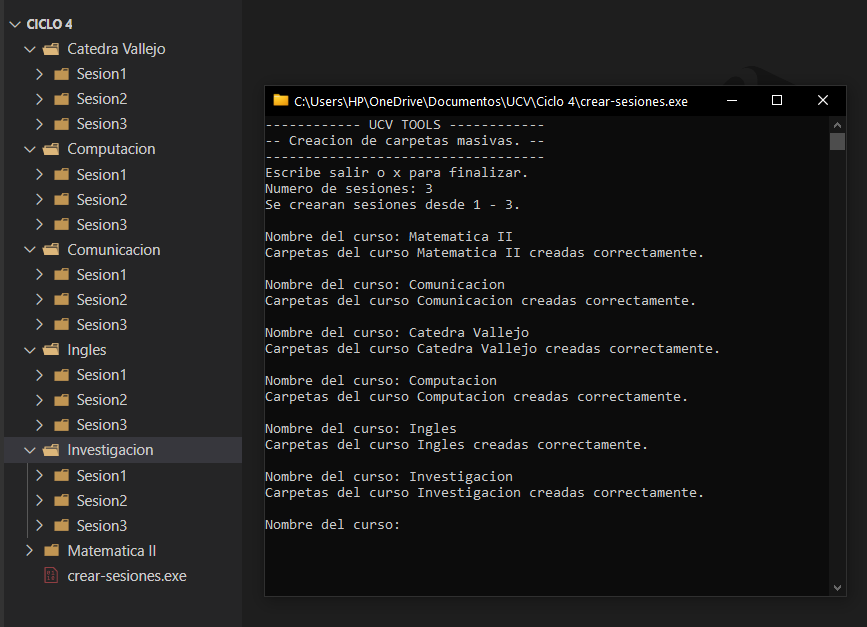 CICLO 4
Catedra Vallejo
Sesion1
Sesion2
Sesion3
Computacion
Sesion1
Sesion2
Sesion3
Comunicacion
Sesion1
Sesion2
Sesion3
Ingles
Sesion1
Sesion2
Sesion3
Investigacion
Sesion1
Sesion2
Sesion3
Matematica II
crear-sesiones.exe
C:\Users\HP\OneDrive\Documentos\UCV\Ciclo 4\crear-sesiones.exe
------------ UCV TOOLS ------------
-- Creacion de carpetas masivas. --
-----------------------------------
Escribe salir o x para finalizar.
Numero de sesiones: 3
Se crearan sesiones desde 1 - 3.
Nombre del curso: Matematica II
Carpetas del curso Matematica II creadas correctamente.
Nombre del curso: Comunicacion
Carpetas del curso Comunicacion creadas correctamente.
Nombre del curso: Catedra Vallejo
Carpetas del curso Catedra Vallejo creadas correctamente.
Nombre del curso: Computacion
Carpetas del curso Computacion creadas correctamente.
Nombre del curso: Ingles
Carpetas del curso Ingles creadas correctamente.
Nombre del curso: Investigacion
Carpetas del curso Investigacion creadas correctamente.
Nombre del curso: